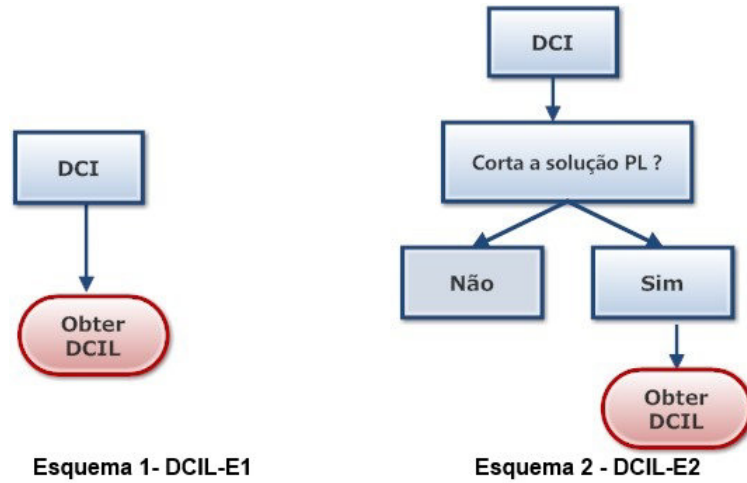 DCI
Obter
DCIL
Esquema 1- DCIL-E1
DCI
Corta a solução PL ?
Não
Sim
Obter
DCIL
Esquema 2 - DCIL-E2